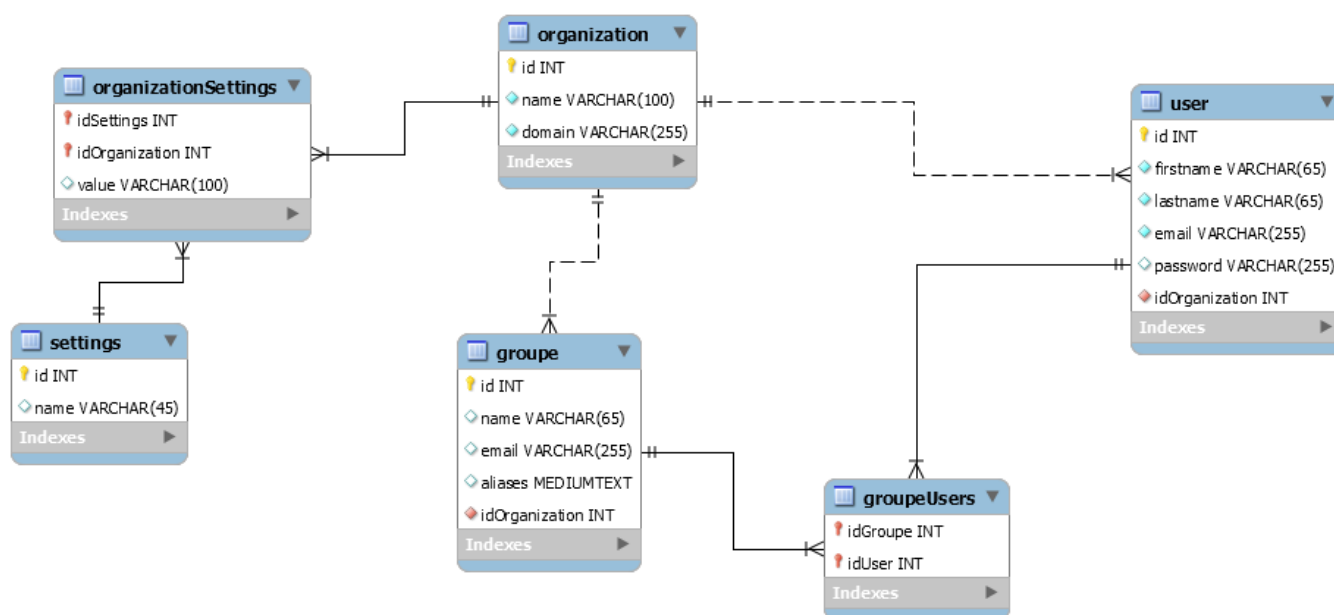 organization
id INT
name VARCHAR(100)
domain VARCHAR(255)
Indexes
organizationSettings
idSettings INT
idOrganization INT
value VARCHAR(100)
Indexes
user
id INT
firstname VARCHAR(65)
lastname VARCHAR(65)
email VARCHAR(255)
password VARCHAR(255)
idOrganization INT
Indexes
settings
id INT
name VARCHAR(45)
Indexes
groupe
id INT
name VARCHAR(65)
email VARCHAR(255)
aliases MEDIUMTEXT
idOrganization INT
Indexes
groupeUsers
idGroupe INT
idUser INT
Indexes